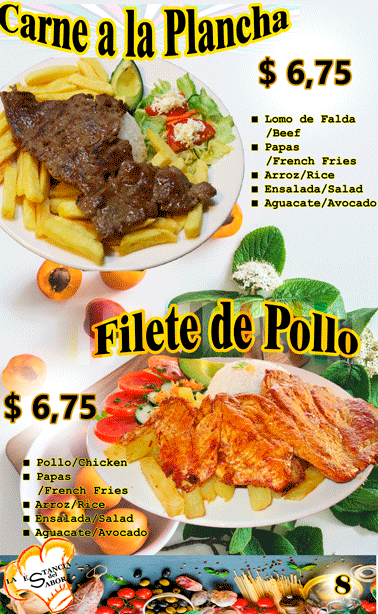 Carne a la Plancha
$ 6,75
■ Lomo de Falda
/Beef
■ Papas
/French Fries
■ Arroz/Rice
■ Ensalada/Salad
■ Aguacate/Avocado
Filete de Pollo
$ 6,75
■ Pollo/Chicken
■ Papas
/French Fries
■ Arroz/Rice
■ Ensalada/Salad
■ Aguacate/Avocado
LA ESTANCIA
del
SABOR
8